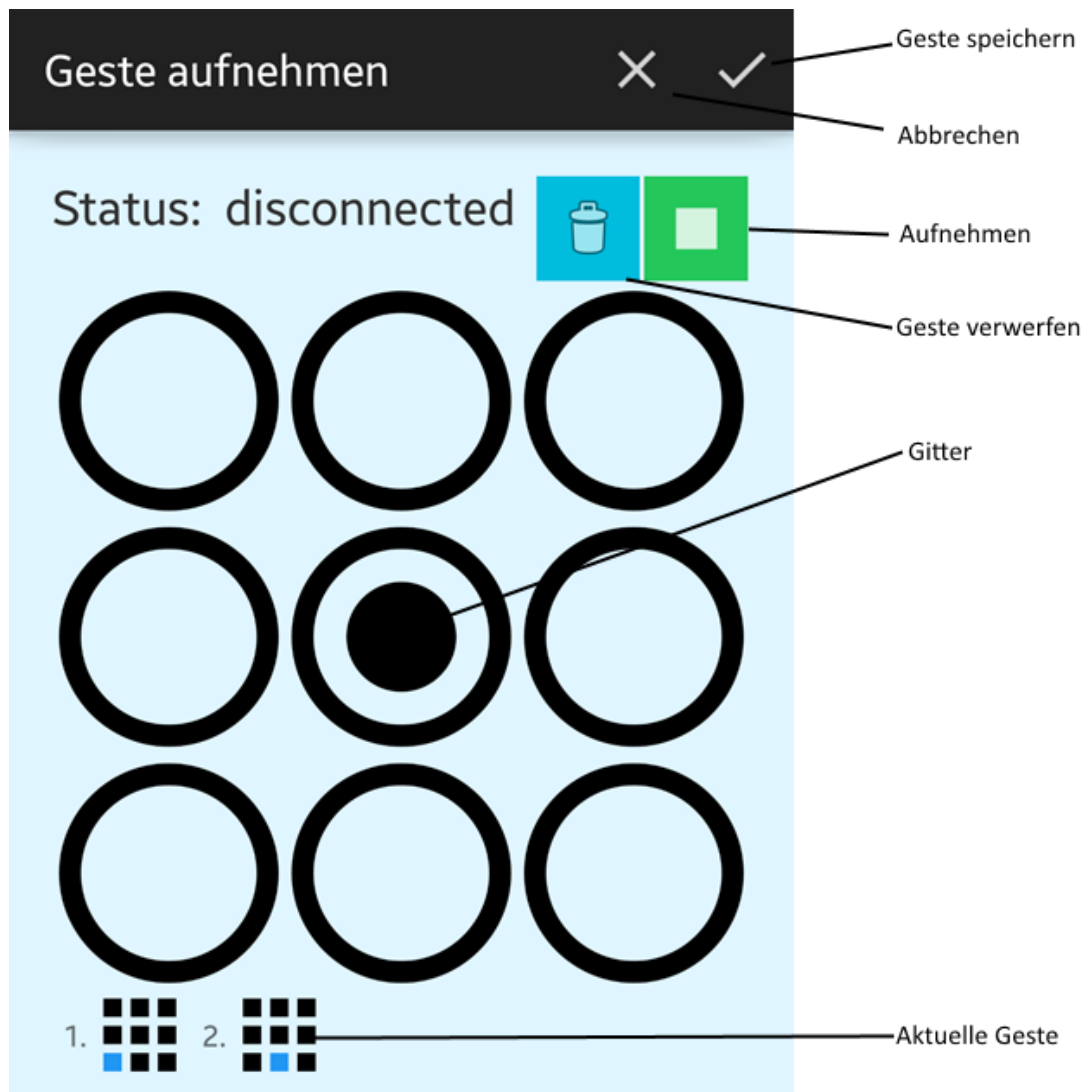 Geste aufnehmen
Geste speichern
Abbrechen
Status: disconnected
Aufnehmen
Geste verwerfen
Gitter
1. 2.
Aktuelle Geste